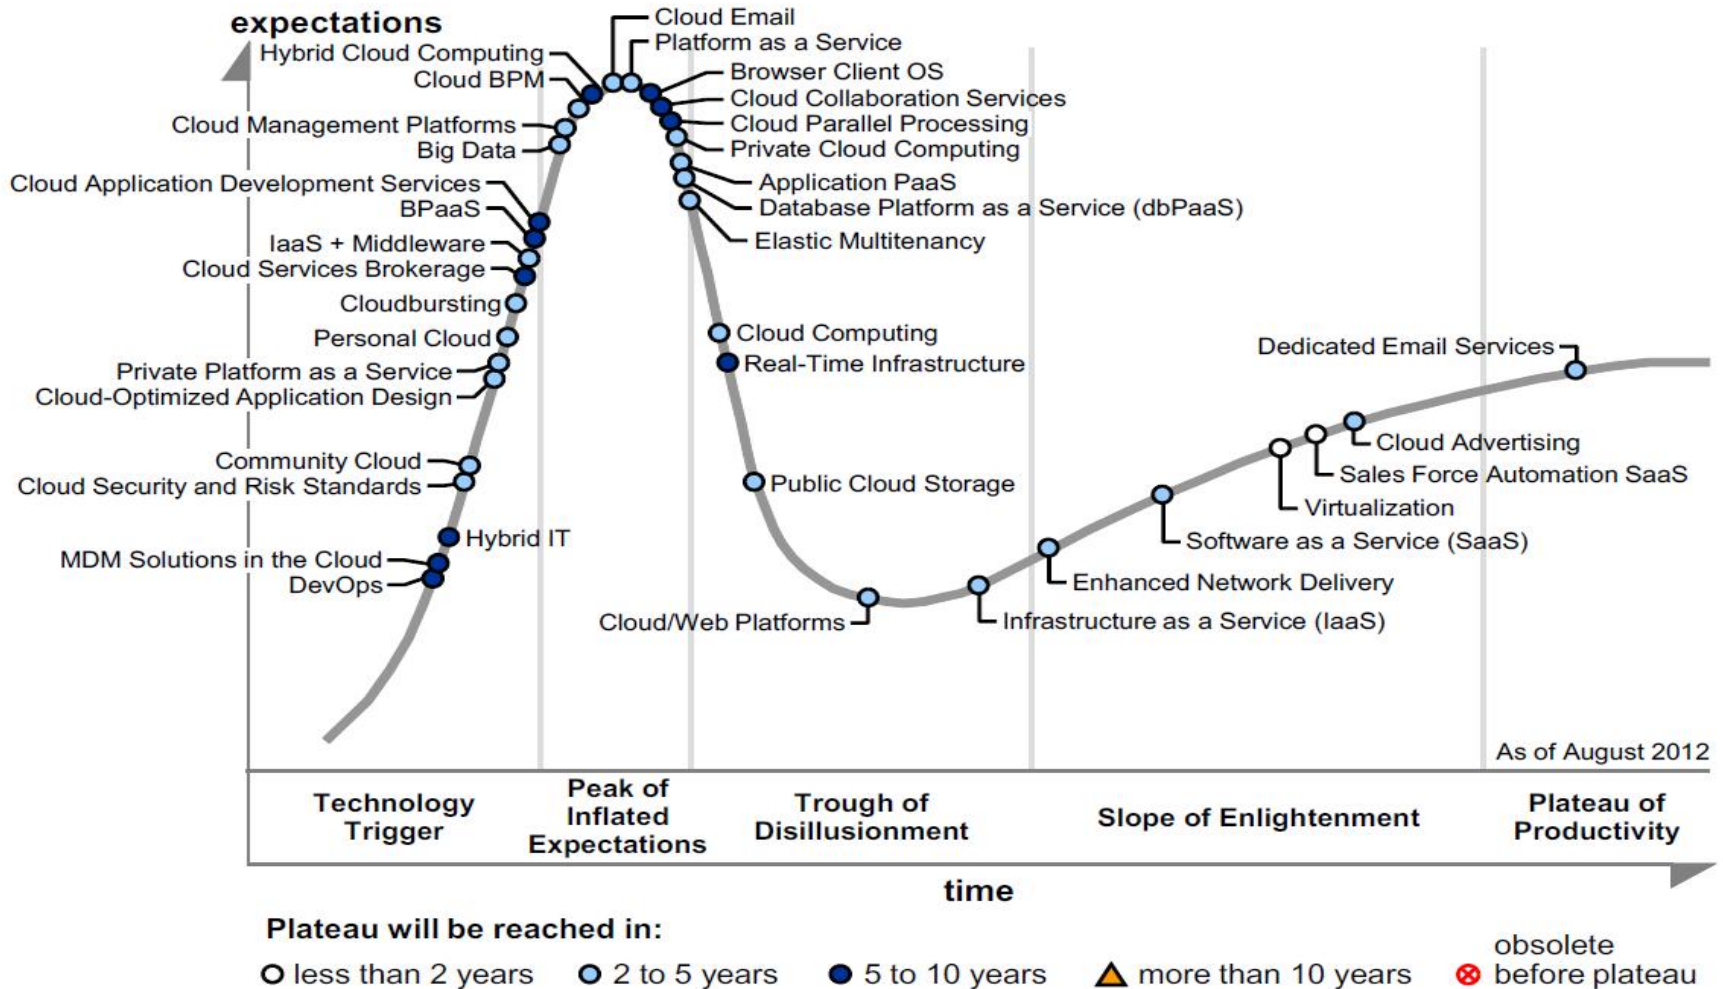 expectations
Cloud Email
Platform as a Service
Hybrid Cloud Computing
Cloud BPM
Browser Client OS
Cloud Collaboration Services
Cloud Management Platforms
Cloud Parallel Processing
Big Data
Private Cloud Computing
Cloud Application Development Services
Application PaaS
BPaaS
Database Platform as a Service (dbPaaS)
IaaS + Middleware
Elastic Multitenancy
Cloud Services Brokerage
Cloudbursting
Personal Cloud
Cloud Computing
Private Platform as a Service
Real-Time Infrastructure
Dedicated Email Services
Cloud-Optimized Application Design
Community Cloud
Cloud Advertising
Cloud Security and Risk Standards
Public Cloud Storage
Sales Force Automation SaaS
Virtualization
Hybrid IT
Software as a Service (SaaS)
MDM Solutions in the Cloud
DevOps
Enhanced Network Delivery
Cloud/Web Platforms
Infrastructure as a Service (IaaS)
As of August 2012
Technology
Trigger
Peak of
Inflated
Expectations
Trough of
Disillusionment
Slope of Enlightenment
Plateau of
Productivity
time
Plateau will be reached in:
less than 2 years
2 to 5 years
5 to 10 years
more than 10 years
obsolete
before plateau